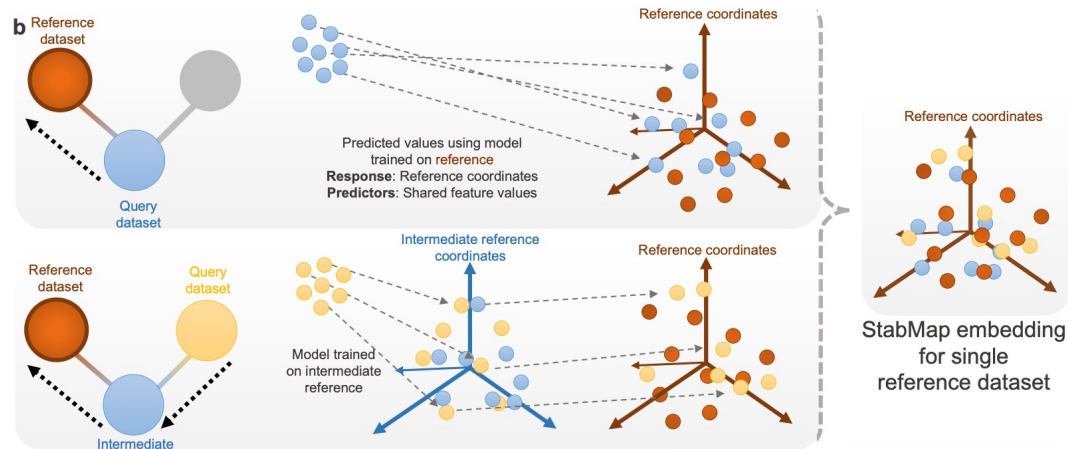 b
Reference
dataset
Query
dataset
Predicted values using model
trained on reference
Response: Reference coordinates
Predictors: Shared feature values
Reference coordinates
Reference
dataset
Query
dataset
Intermediate
Model trained
on intermediate
reference
Intermediate reference
coordinates
Reference coordinates
Reference coordinates
StabMap embedding
for single
reference dataset